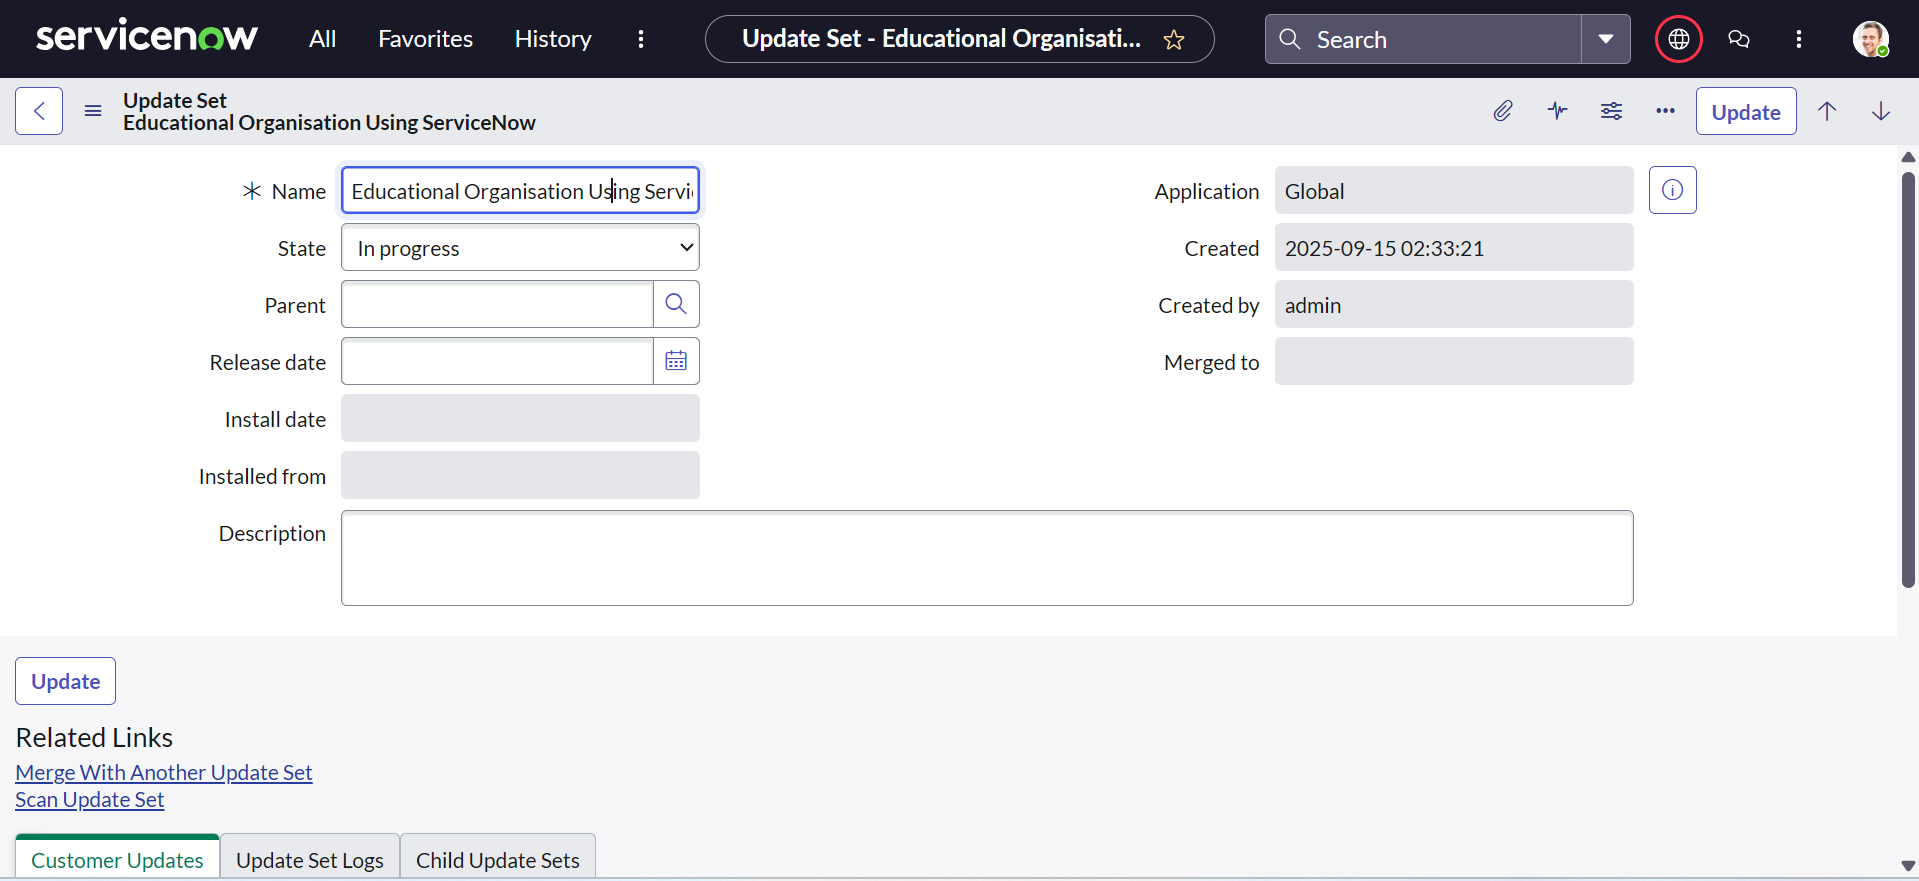 servicenow All Favorites History Update Set - Educational Organisati... Search
Update Set
Educational Organisation Using ServiceNow
Update
Name Educational Organisation Using Servi
Application Global
State In progress
Created 2025-09-15 02:33:21
Parent
Created by admin
Release date
Merged to
Install date
Installed from
Description
Update
Related Links
Merge With Another Update Set
Scan Update Set
Customer Updates Update Set Logs Child Update Sets